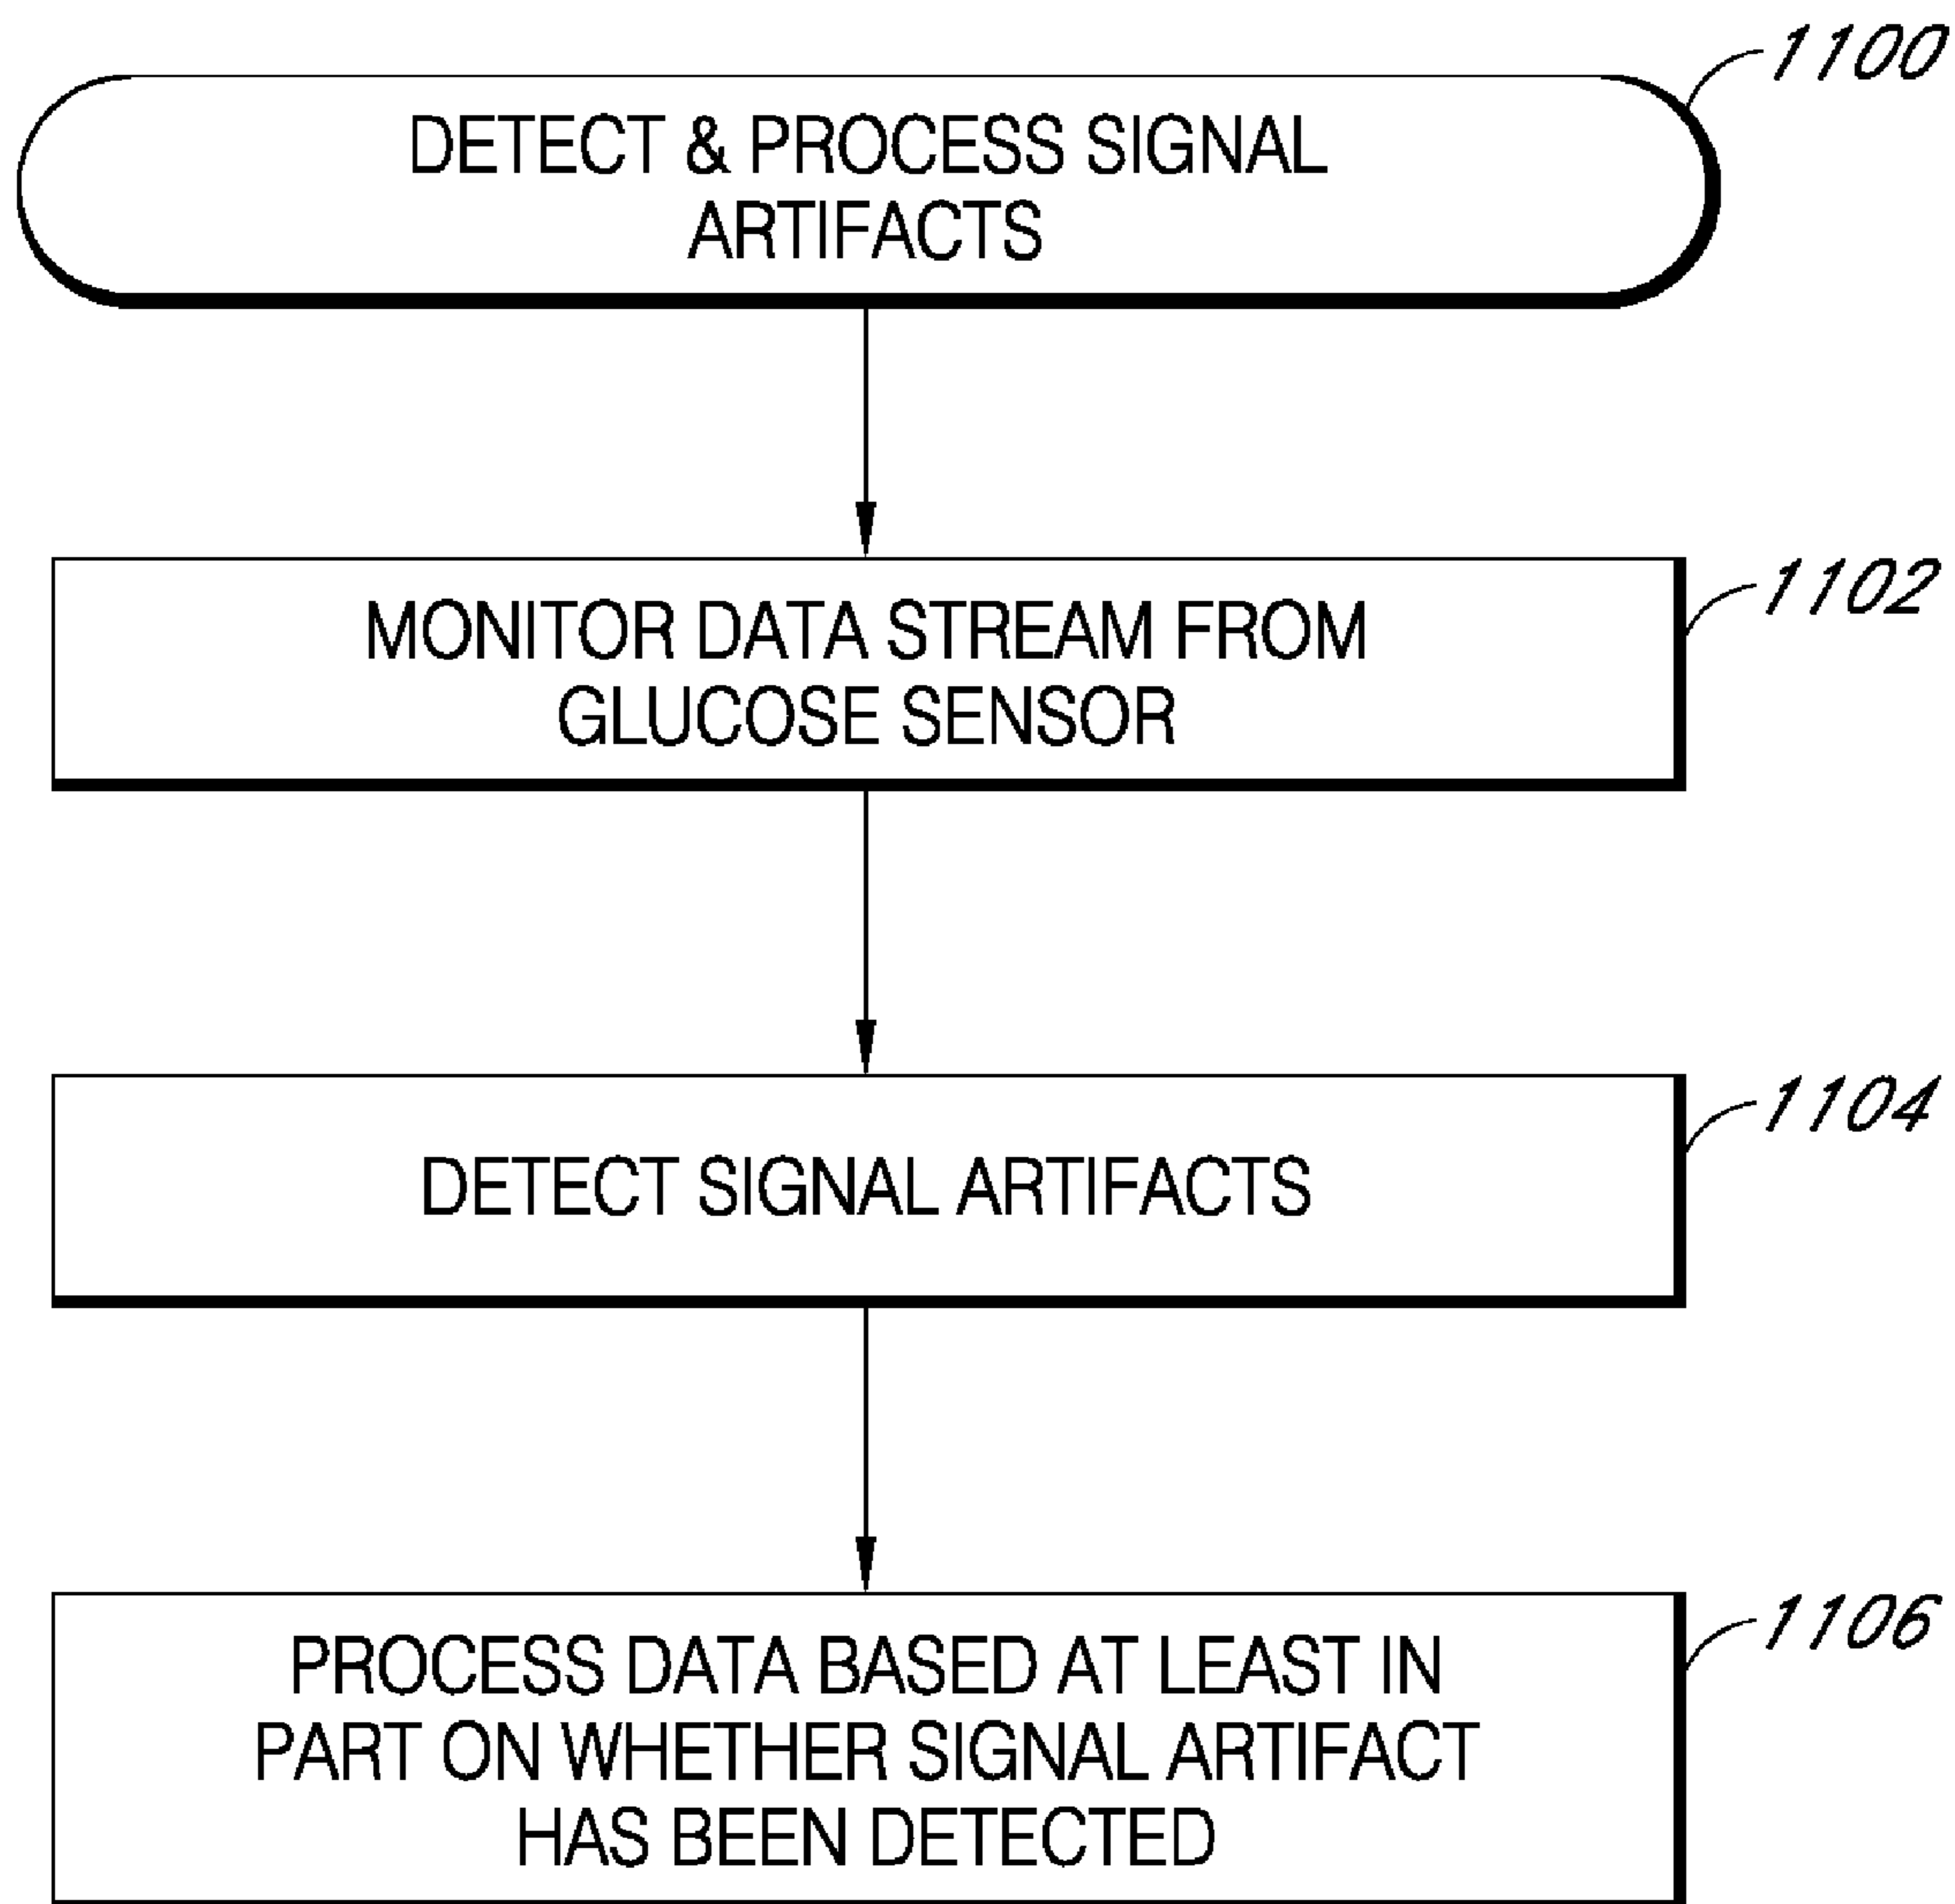 1100
DETECT & PROCESS SIGNAL
ARTIFACTS
1102
MONITOR DATA STREAM FROM
GLUCOSE SENSOR
1104
DETECT SIGNAL ARTIFACTS
1106
PROCESS DATA BASED AT LEAST IN
PART ON WHETHER SIGNAL ARTIFACT
HAS BEEN DETECTED